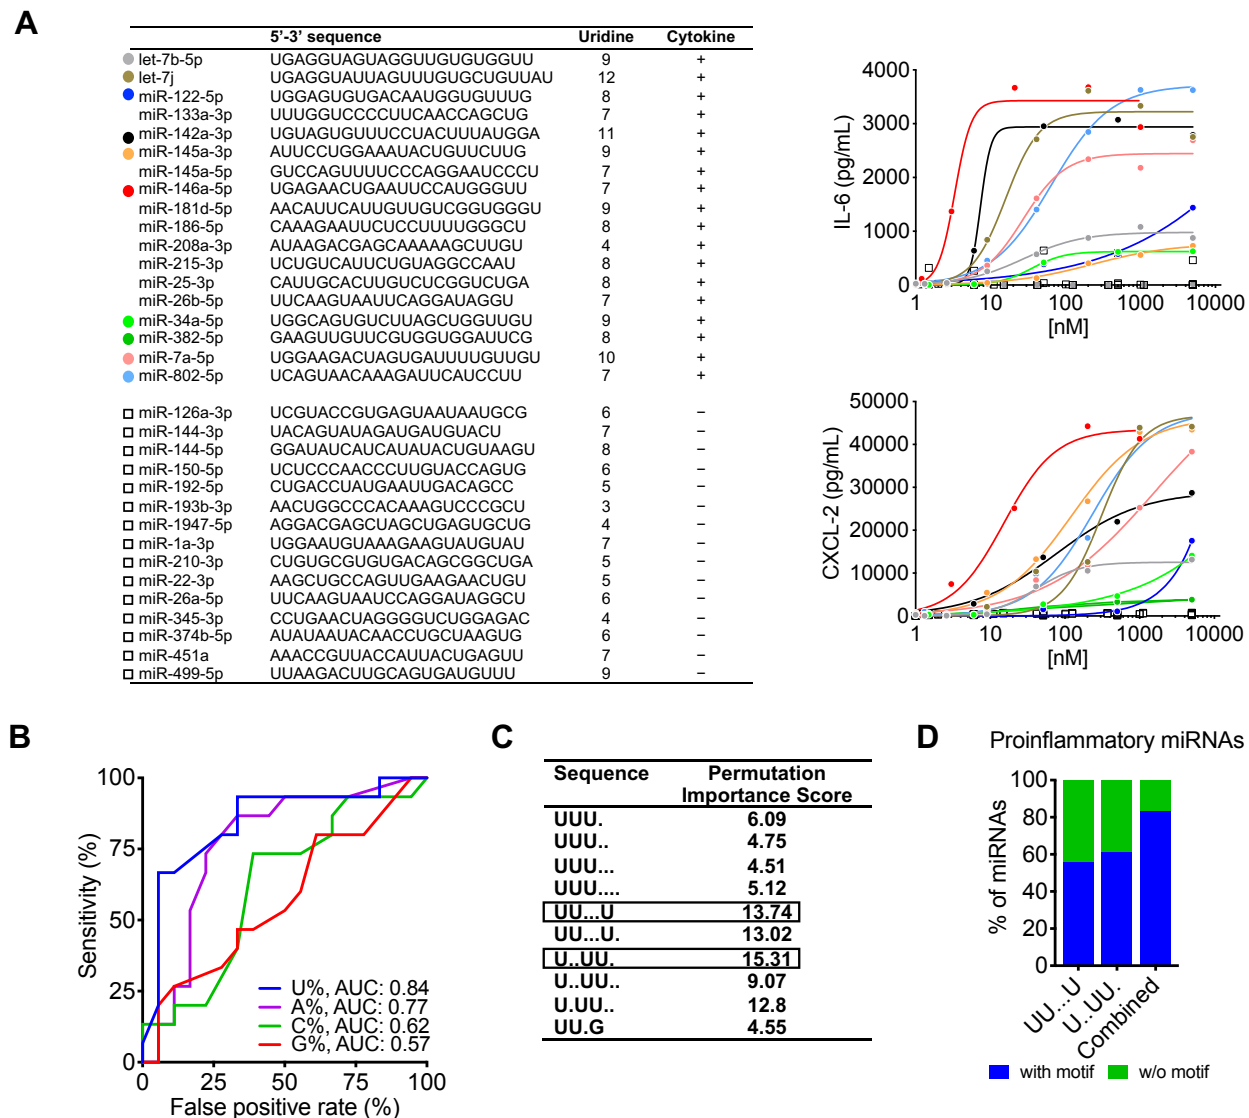 A
5'-3' sequence Uridine Cytokine
let-7b-5p UGAGGUAGUAGGUUGUGUGGUU 9 +
let-7j UGAGGUAUUAGUUUGUGCUGUUAU 12 +
miR-122-5p UGGAGUGUGACAAUGGUGUUUG 8 +
miR-133a-3p UUUGGUCCCCUUCAACCAGCUG 7 +
miR-142a-3p UGUAGUGUUUCCUACUUUAUGGA 11 +
miR-145a-3p AUUCCUGGAAAUACUGUUCUUG 9 +
miR-145a-5p GUCCAGUUUUCCCAGGAAUCCCU 7 +
miR-146a-5p UGAGAACUGAAUUCCAUGGGUU 7 +
miR-181d-5p AACAUUCAUUGUUGUCGGUGGGU 9 +
miR-186-5p CAAAGAAUUCUCCUUUUGGGCU 8 +
miR-208a-3p AUAAGACGAGCAAAAAGCUUGU 4 +
miR-215-3p UCUGUCAUUCUGUAGGCCAAU 8 +
miR-25-3p CAUUGCACUUGUCUCGGUCUGA 8 +
miR-26b-5p UUCAAGUAAUUCAGGAUAGGU 7 +
miR-34a-5p UGGCAGUGUCUUAGCUGGUUGU 9 +
miR-382-5p GAAGUUGUUCGUGGUGGAUUCG 8 +
miR-7a-5p UGGAAGACUAGUGAUUUUGUUGU 10 +
miR-802-5p UCAGUAACAAAGAUUCAUCCUU 7 +
miR-126a-3p UCGUACCGUGAGUAAUAAUGCG 6 −
miR-144-3p UACAGUAUAGAUGAUGUACU 7 −
miR-144-5p GGAUAUCAUCAUAUACUGUAAGU 8 −
miR-150-5p UCUCCCAACCCUUGUACCAGUG 6 −
miR-192-5p CUGACCUAUGAAUUGACAGCC 5 −
miR-193b-3p AACUGGCCCACAAAGUCCCGCU 3 −
miR-1947-5p AGGACGAGCUAGCUGAGUGCUG 4 −
miR-1a-3p UGGAAUGUAAAGAAGUAUGUAU 7 −
miR-210-3p CUGUGCGUGUGACAGCGGCUGA 5 −
miR-22-3p AAGCUGCCAGUUGAAGAACUGU 5 −
miR-26a-5p UUCAAGUAAUCCAGGAUAGGCU 6 −
miR-345-3p CCUGAACUAGGGGUCUGGAGAC 4 −
miR-374b-5p AUAUAAUACAACCUGCUAAGUG 6 −
miR-451a AAACCGUUACCAUUACUGAGUU 7 −
miR-499-5p UUAAGACUUGCAGUGAUGUUU 9 −
IL-6 (pg/mL)
4000
3000
2000
1000
0
1 10 100 1000 10000
[nM]
CXCL-2 (pg/mL)
50000
40000
30000
20000
10000
0
1 10 100 1000 10000
[nM]
B
Sensitivity (%)
100
75
50
25
0
0 25 50 75 100
False positive rate (%)
U%, AUC: 0.84
A%, AUC: 0.77
C%, AUC: 0.62
G%, AUC: 0.57
C
Sequence Permutation
Importance Score
UUU. 6.09
UUU.. 4.75
UUU... 4.51
UUU.... 5.12
UU...U 13.74
UU...U. 13.02
U..UU. 15.31
U..UU.. 9.07
U.UU.. 12.8
UU.G 4.55
D
Proinflammatory miRNAs
% of miRNAs
100
80
60
40
20
0
UU...U
U..UU.
Combined
with motif w/o motif